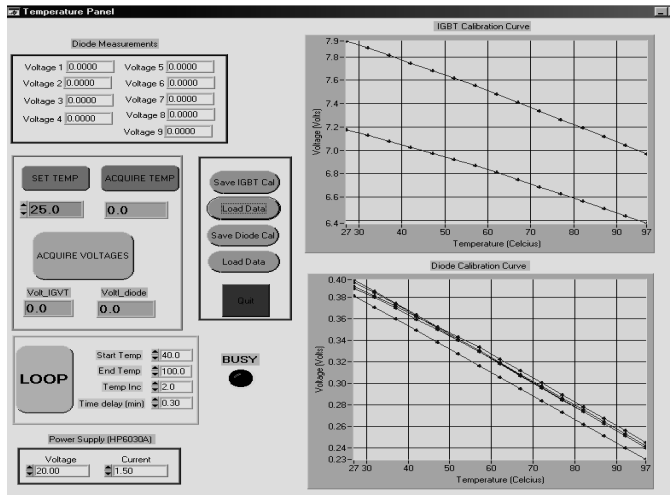 Temperature Panel
Diode Measurements
Voltage 1 0.0000 Voltage 5 0.0000
Voltage 2 0.0000 Voltage 6 0.0000
Voltage 3 0.0000 Voltage 7 0.0000
Voltage 4 0.0000 Voltage 8 0.0000
Voltage 9 0.0000
SET TEMP ACQUIRE TEMP
25.0 0.0
ACQUIRE VOLTAGES
Volt_IGVT Voltl_diode
0.0 0.0
Save IGBT Cal
Load Data
Save Diode Cal
Load Data
Quit
LOOP
Start Temp 40.0
End Temp 100.0
Temp Inc 2.0
Time delay (min) 0.30
BUSY
Power Supply (HP6030A)
Voltage Current
20.00 1.50
IGBT Calibration Curve
Voltage (Volts)
7.9
7.8
7.6
7.4
7.2
7.0
6.8
6.6
6.4
27 30 40 50 60 70 80 90 97
Temperature (Celcius)
Diode Calibration Curve
Voltage (Volts)
0.40
0.38
0.36
0.34
0.32
0.30
0.28
0.26
0.24
0.23
27 30 40 50 60 70 80 90 97
Temperature (Celcius)